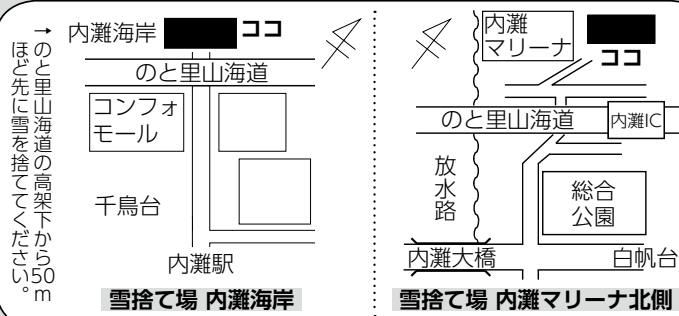 内灘海岸
ココ
のと里山海道
コンフォ
モール
千鳥台
内灘駅
→のと里山海道の高架下から50m
ほど先に雪を捨ててください。
雪捨て場 内灘海岸
内灘
マリーナ
ココ
のと里山海道
内灘IC
放水路
総合
公園
内灘大橋
白帆台
雪捨て場 内灘マリーナ北側